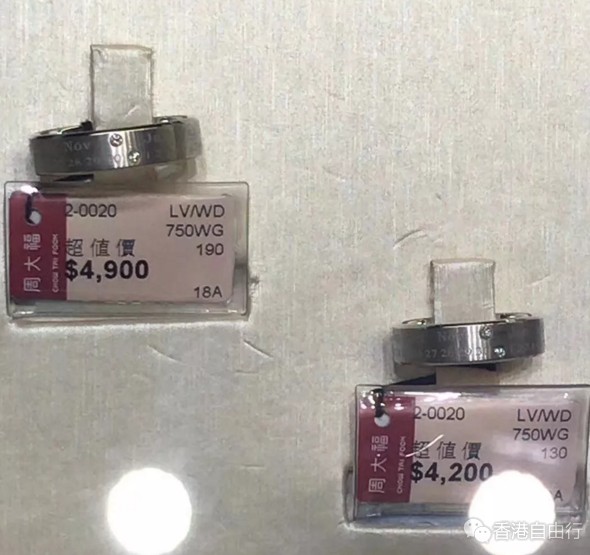 Nov
2-0020 LV/WD
750WG
超值價 190
$4,900
18A
周大福
CHOW TAI FOOK
2-0020 LV/WD
750WG
超值價 130
$4,200
A
周大福
CHOW TAI FOOK
香港自由行